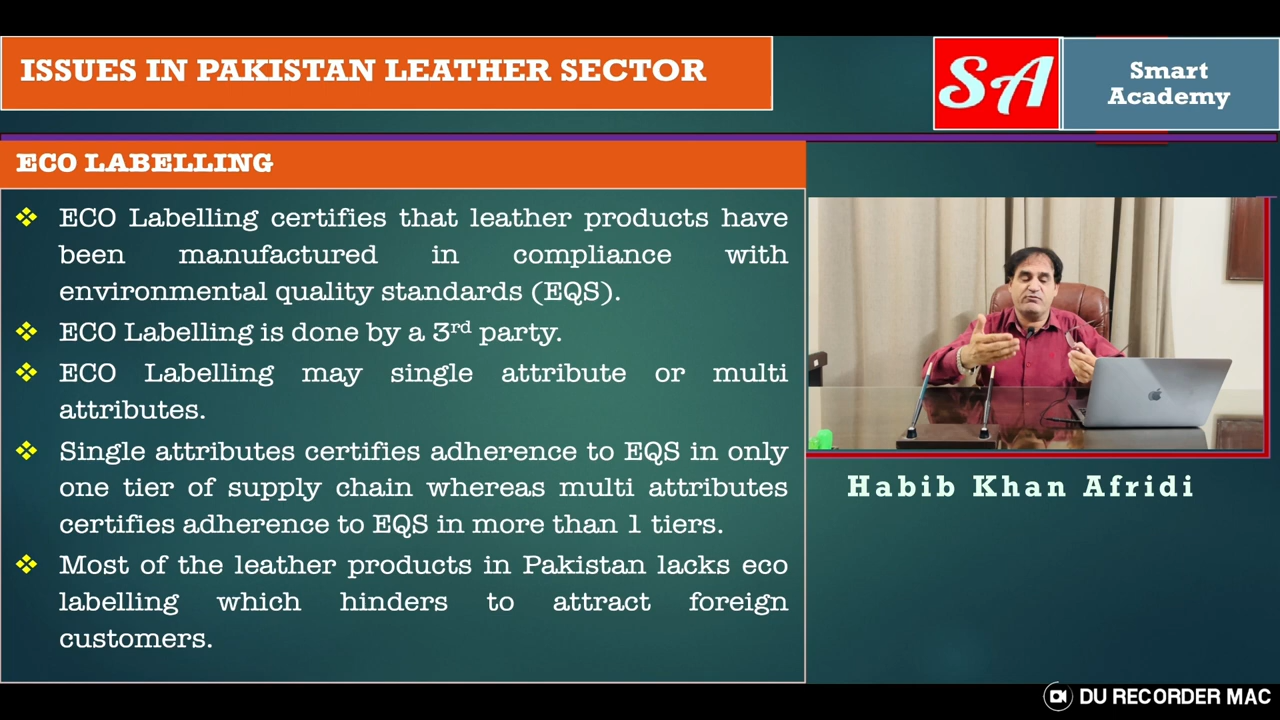 ISSUES IN PAKISTAN LEATHER SECTOR
SA
Smart
Academy
ECO LABELLING
❖ ECO Labelling certifies that leather products have
been manufactured in compliance with
environmental quality standards (EQS).
❖ ECO Labelling is done by a 3rd party.
❖ ECO Labelling may single attribute or multi
attributes.
❖ Single attributes certifies adherence to EQS in only
one tier of supply chain whereas multi attributes
certifies adherence to EQS in more than 1 tiers.
❖ Most of the leather products in Pakistan lacks eco
labelling which hinders to attract foreign
customers.
Habib Khan Afridi
DU RECORDER MAC